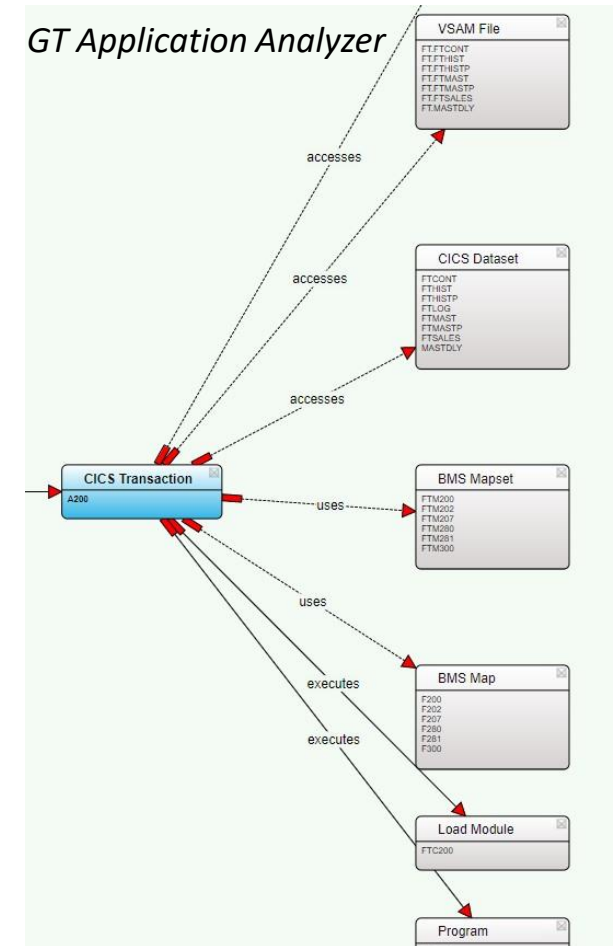 GT Application Analyzer
VSAM File
FT.FTCONT
FT.FTHIST
FT.FTHISTP
FT.FTMAST
FT.FTMASTP
FT.FTSALES
FT.MASTDLY
accesses
accesses
CICS Dataset
FTCONT
FTHIST
FTHISTP
FTLOG
FTMAST
FTMASTP
FTSALES
MASTDLY
accesses
CICS Transaction
A200
BMS Mapset
FTM200
FTM202
FTM207
FTM280
FTM281
FTM300
uses
uses
BMS Map
F200
F202
F207
F280
F281
F300
executes
executes
Load Module
FTC200
Program